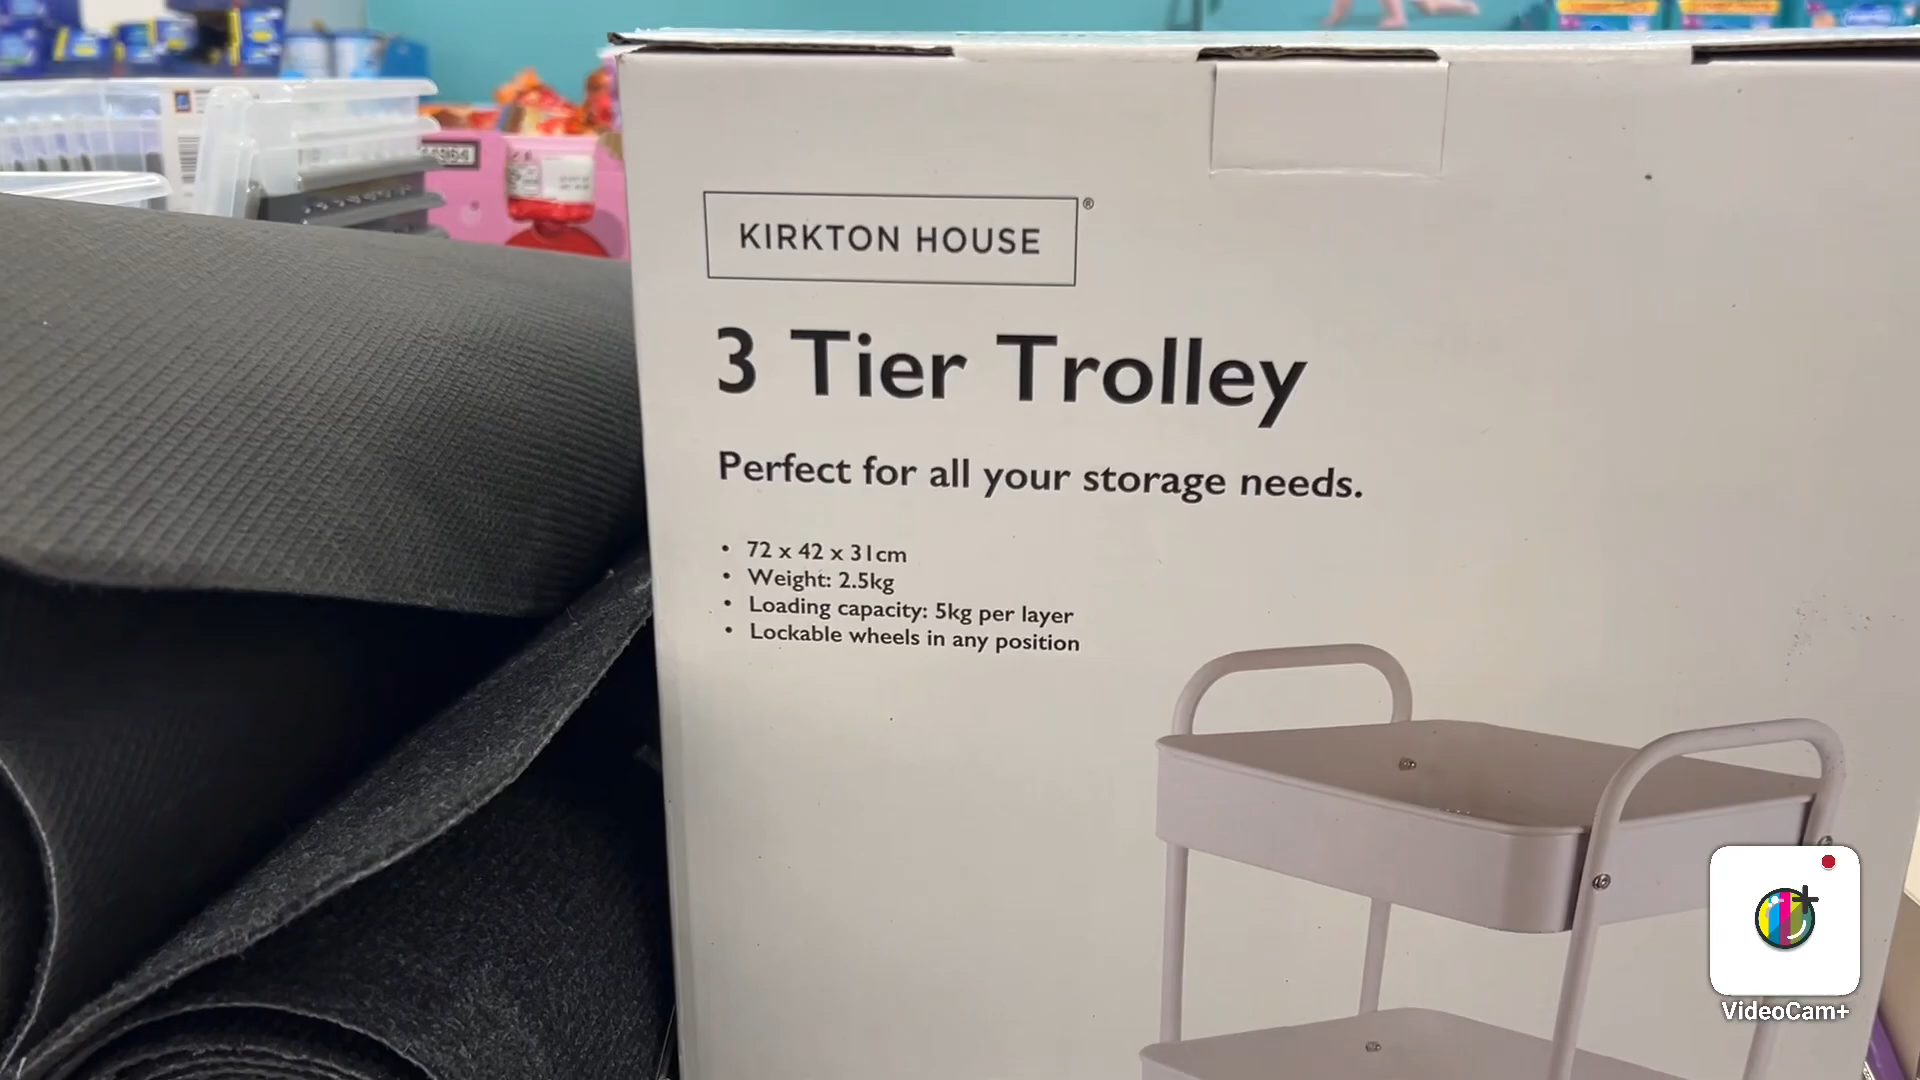 KIRKTON HOUSE®
3 Tier Trolley
Perfect for all your storage needs.
• 72 x 42 x 31cm
• Weight: 2.5kg
• Loading capacity: 5kg per layer
• Lockable wheels in any position
VideoCam+